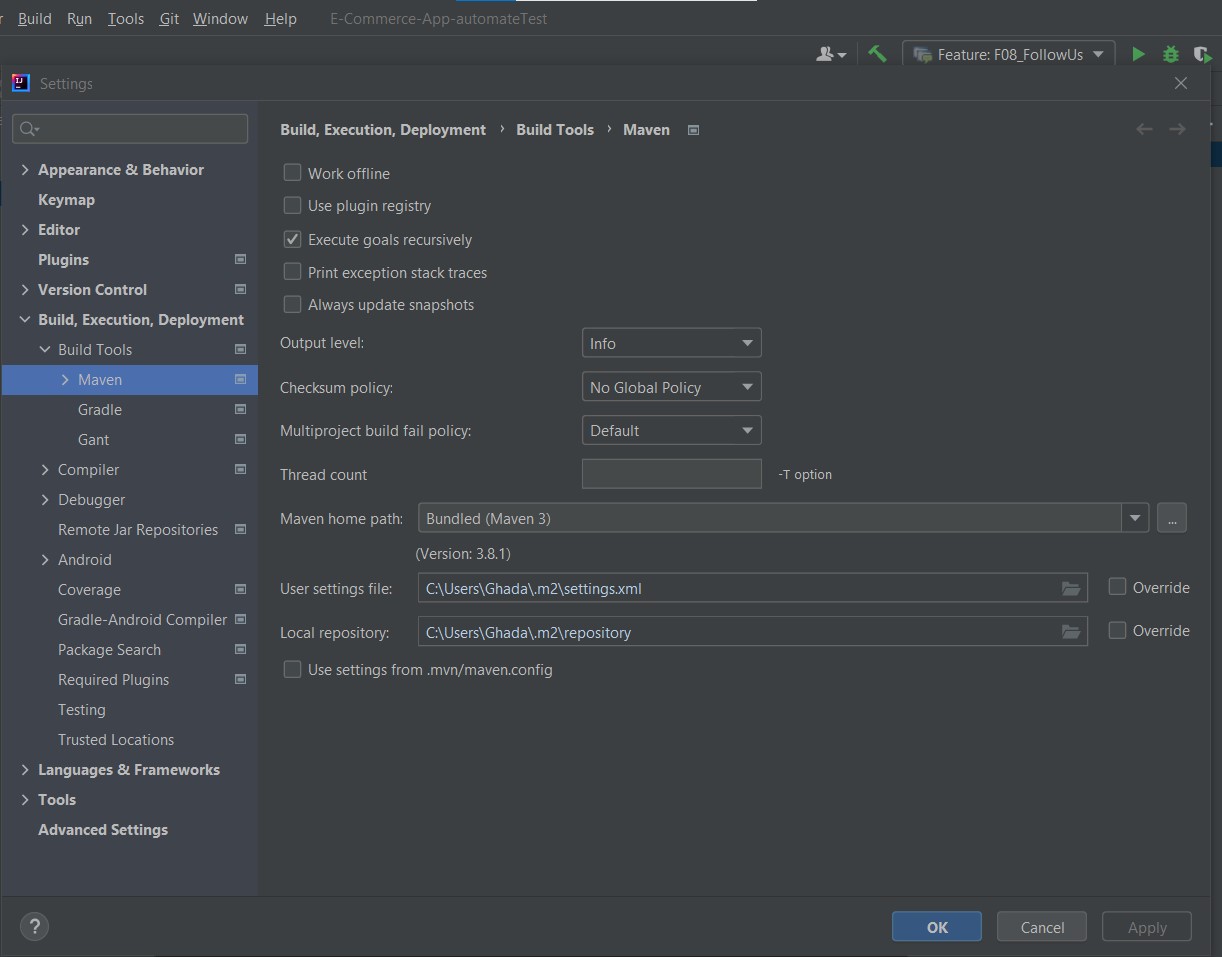 Build Run Tools Git Window Help E-Commerce-App-automateTest
Feature: F08_FollowUs
IJ Settings
Build, Execution, Deployment › Build Tools › Maven
Appearance & Behavior
Keymap
Editor
Plugins
Version Control
Build, Execution, Deployment
Build Tools
Maven
Gradle
Gant
Compiler
Debugger
Remote Jar Repositories
Android
Coverage
Gradle-Android Compiler
Package Search
Required Plugins
Testing
Trusted Locations
Languages & Frameworks
Tools
Advanced Settings
Work offline
Use plugin registry
Execute goals recursively
Print exception stack traces
Always update snapshots
Output level: Info
Checksum policy: No Global Policy
Multiproject build fail policy: Default
Thread count -T option
Maven home path: Bundled (Maven 3) ...
(Version: 3.8.1)
User settings file: C:\Users\Ghada\.m2\settings.xml Override
Local repository: C:\Users\Ghada\.m2\repository Override
Use settings from .mvn/maven.config
? OK Cancel Apply